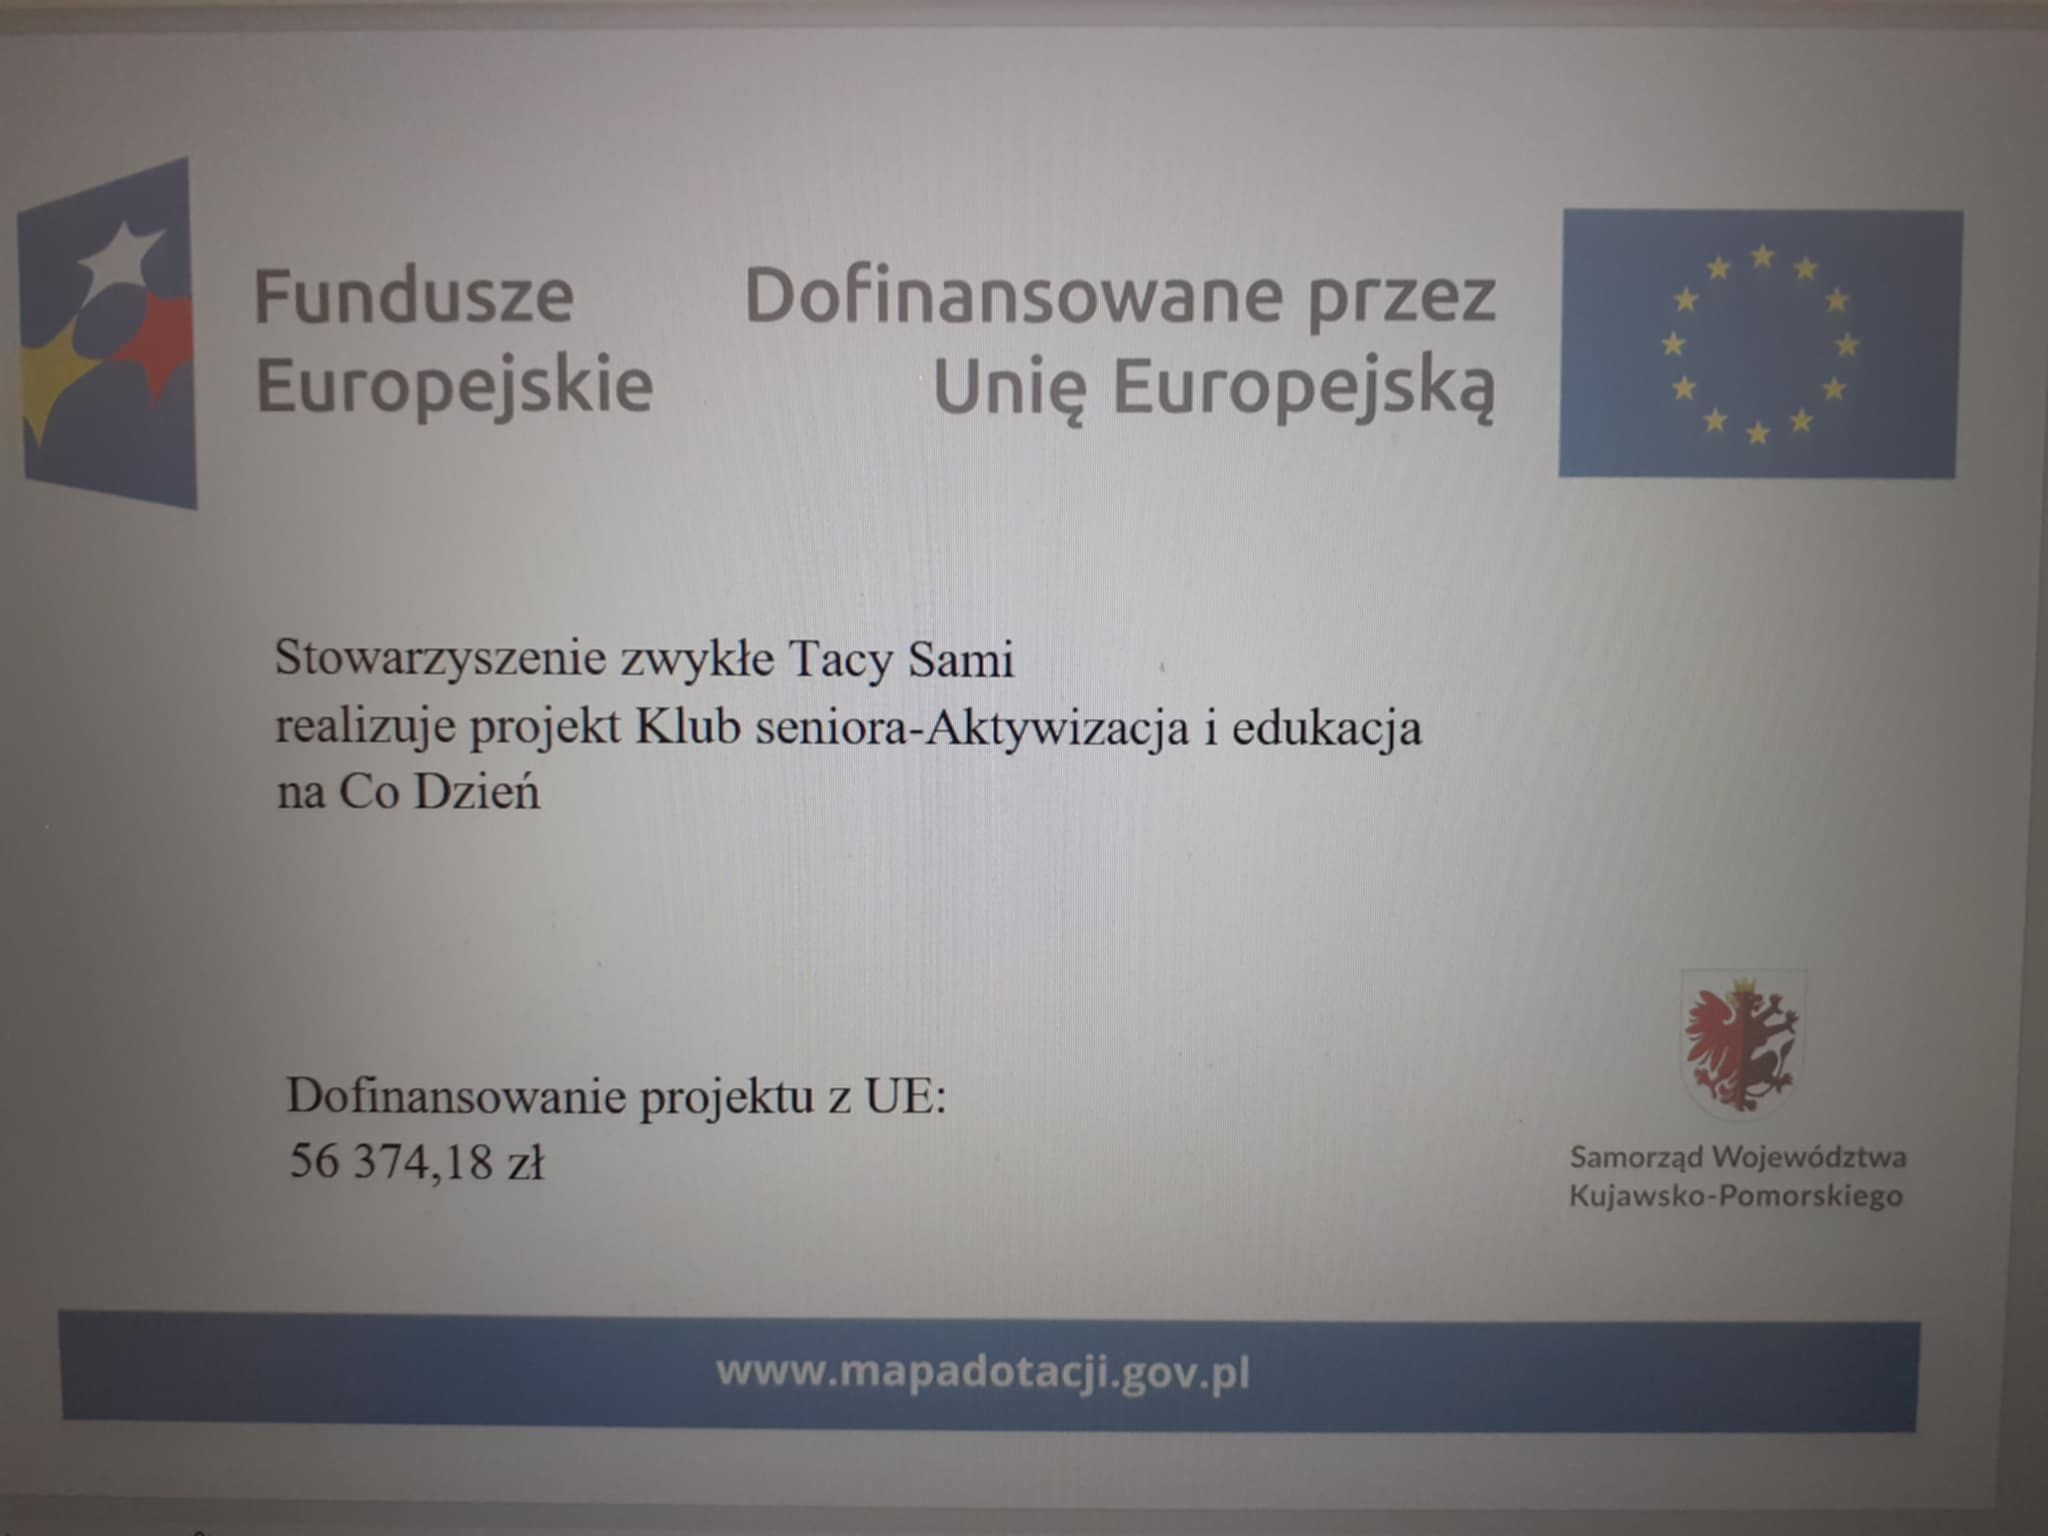 Fundusze
Europejskie
Dofinansowane przez
Unię Europejską
Stowarzyszenie zwykłe Tacy Sami
realizuje projekt Klub seniora-Aktywizacja i edukacja
na Co Dzień
Dofinansowanie projektu z UE:
56 374,18 zł
Samorząd Województwa
Kujawsko-Pomorskiego
www.mapadotacji.gov.pl